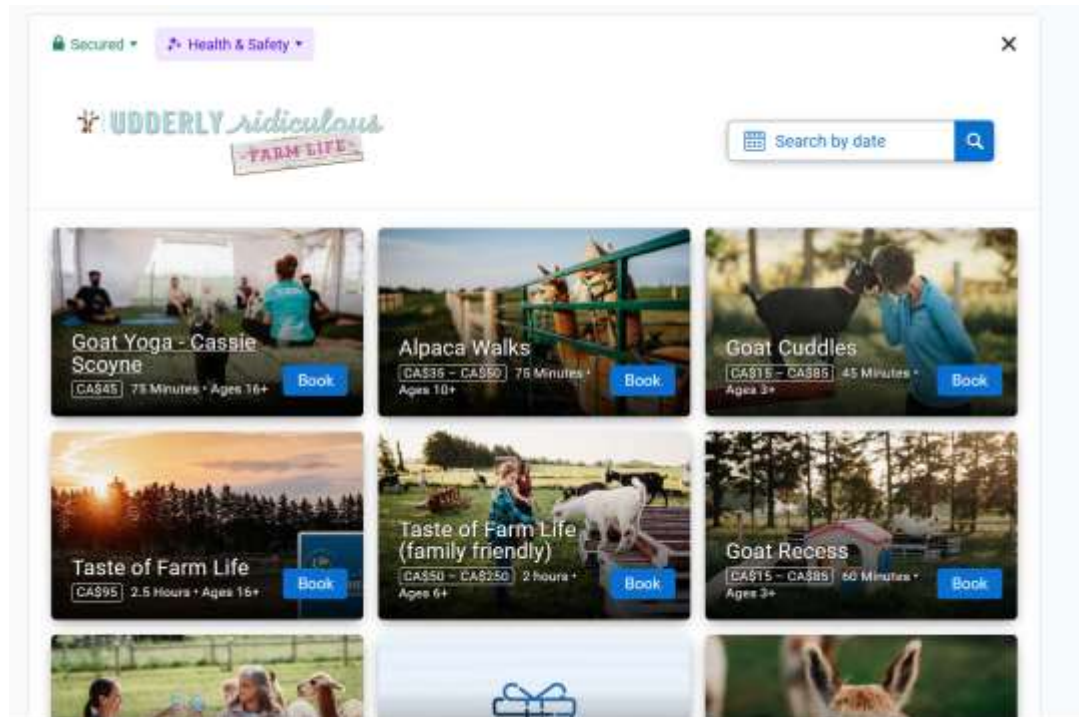 Secured
Health & Safety
UDDERLY ridiculous
-FARM LIFE-
Search by date
Goat Yoga - Cassie
Scoyne
CA$45 75 Minutes • Ages 16+
Book
Alpaca Walks
CA$35 – CA$50 75 Minutes •
Ages 10+
Book
Goat Cuddles
CA$15 – CA$85 45 Minutes •
Ages 3+
Book
Taste of Farm Life
CA$95 2.5 Hours • Ages 16+
Book
Taste of Farm Life
(family friendly)
CA$50 – CA$250 2 hours •
Ages 6+
Book
Goat Recess
CA$15 – CA$85 60 Minutes •
Ages 3+
Book